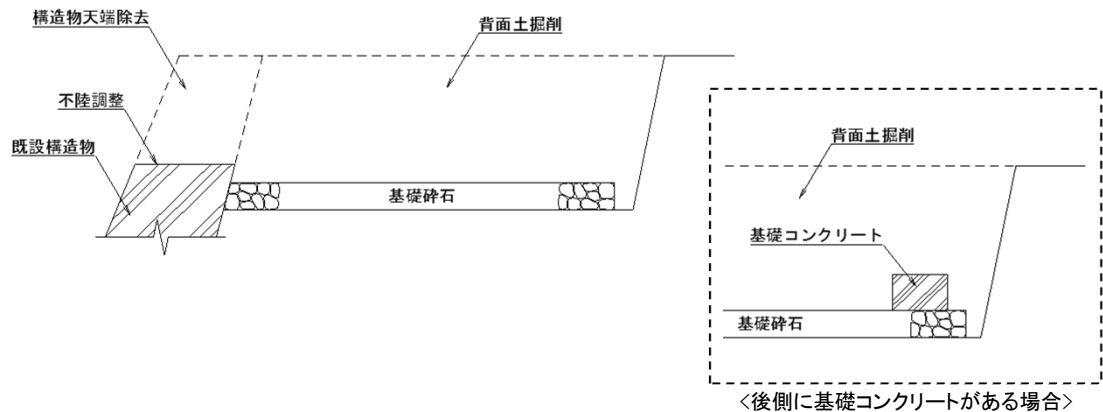 構造物天端除去
背面土掘削
不陸調整
既設構造物
基礎砕石
背面土掘削
基礎コンクリート
基礎砕石
<後側に基礎コンクリートがある場合>